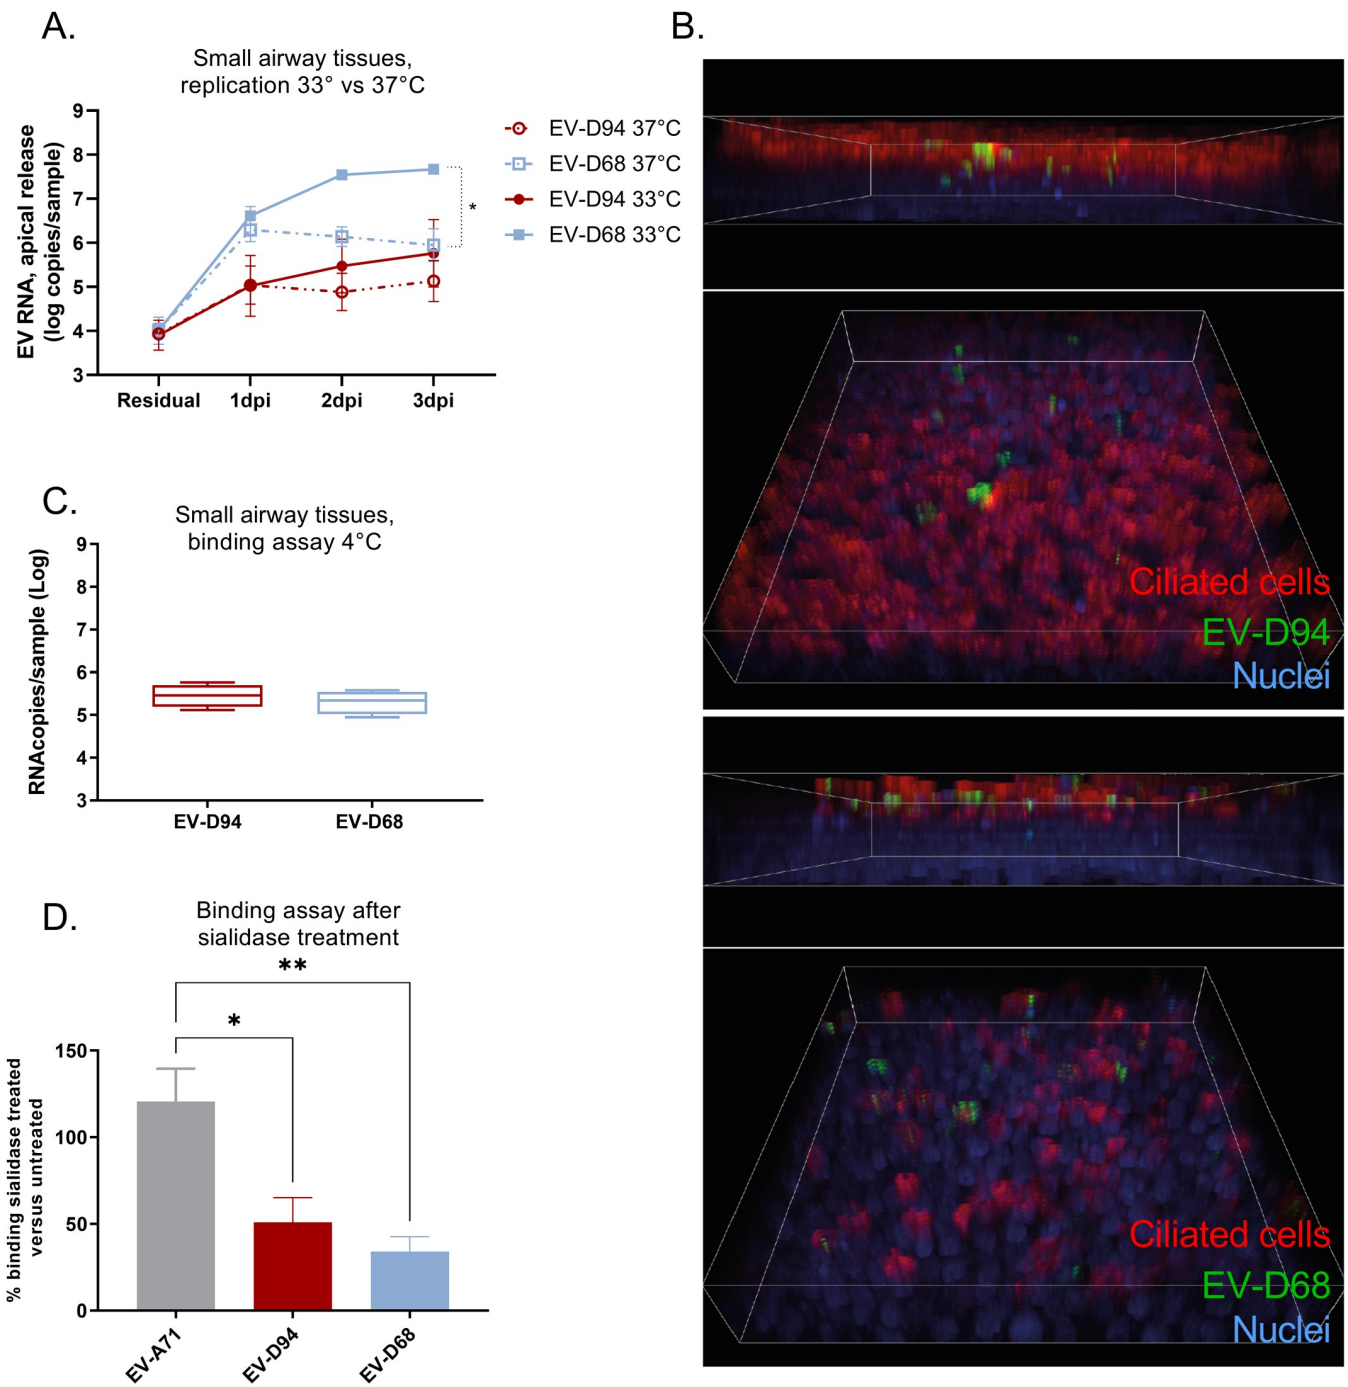 A.
Small airway tissues,
replication 33° vs 37°C
EV RNA, apical release
(log copies/sample)
9
8
7
6
5
4
3
Residual 1dpi 2dpi 3dpi
*
EV-D94 37°C
EV-D68 37°C
EV-D94 33°C
EV-D68 33°C
B.
Ciliated cells
EV-D94
Nuclei
Ciliated cells
EV-D68
Nuclei
C.
Small airway tissues,
binding assay 4°C
RNAcopies/sample (Log)
9
8
7
6
5
4
3
EV-D94 EV-D68
D.
Binding assay after
sialidase treatment
**
*
% binding sialidase treated
versus untreated
150
100
50
0
EV-A71 EV-D94 EV-D68